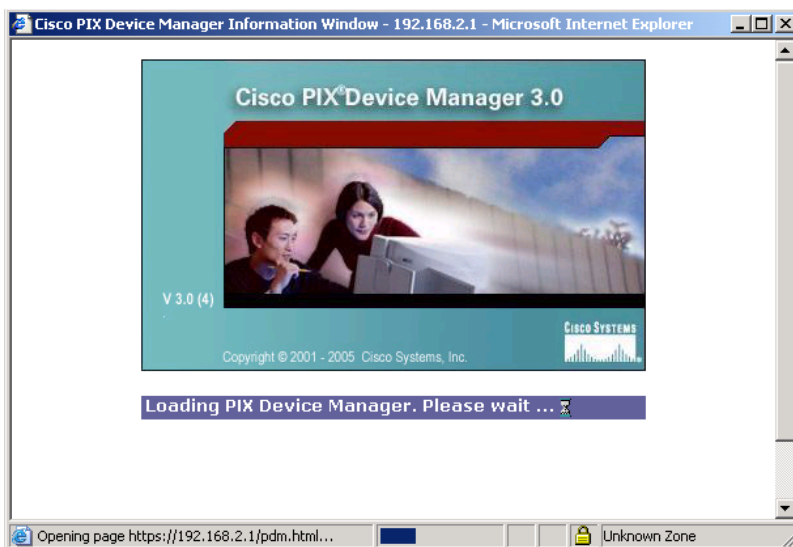 Cisco PIX Device Manager Information Window - 192.168.2.1 - Microsoft Internet Explorer
Cisco PIX® Device Manager 3.0
V 3.0 (4)
CISCO SYSTEMS
Copyright © 2001 - 2005 Cisco Systems, Inc.
Loading PIX Device Manager. Please wait ...
Opening page https://192.168.2.1/pdm.html...
Unknown Zone